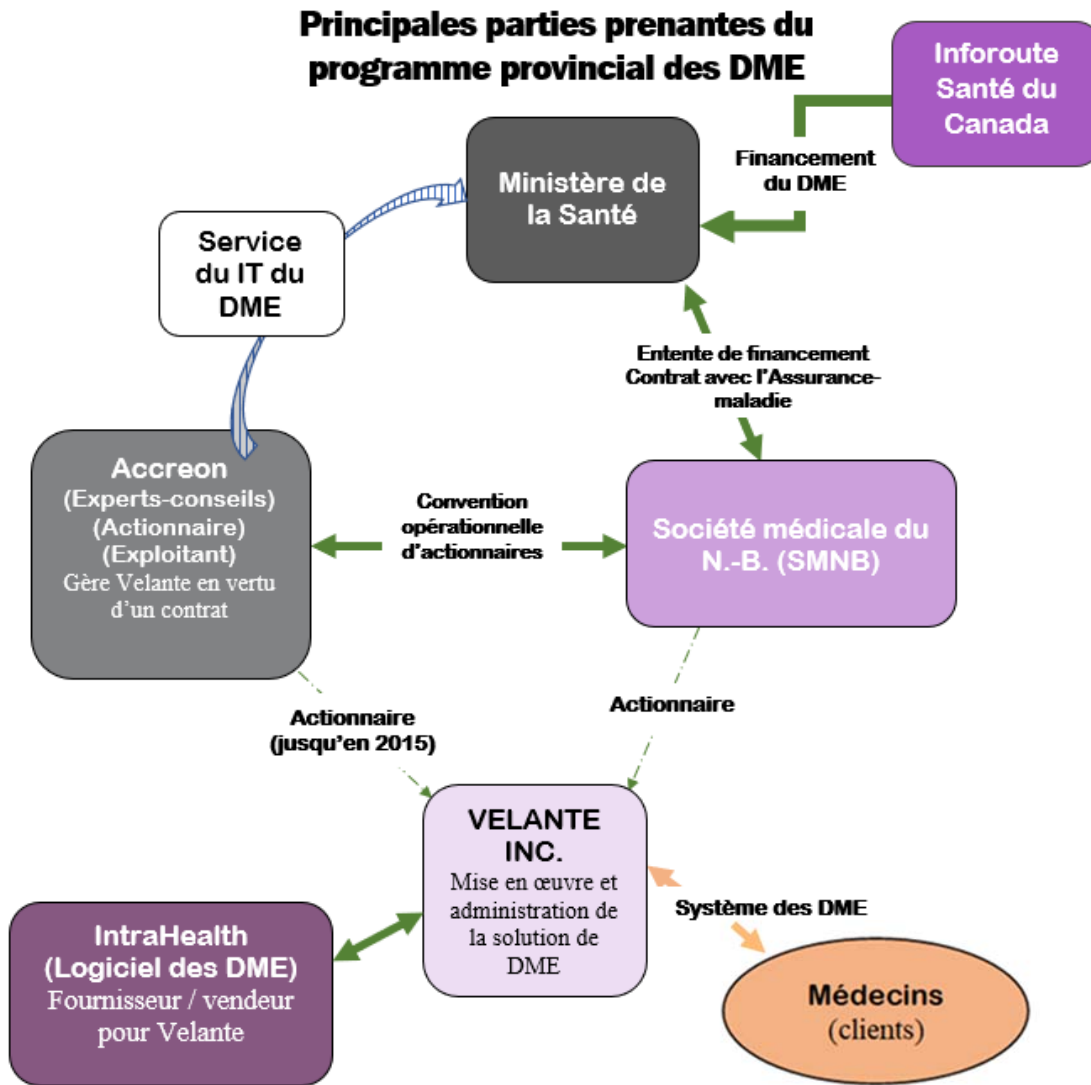 Principales parties prenantes du
programme provincial des DME
Inforoute
Santé du
Canada
Financement
du DME
Ministère de
la Santé
Service
du IT du
DME
Entente de financement
Contrat avec l'Assurance-
maladie
Accreon
(Experts-conseils)
(Actionnaire)
(Exploitant)
Gère Velante en vertu
d'un contrat
Convention
opérationnelle
d'actionnaires
Société médicale du
N.-B. (SMNB)
Actionnaire
(jusqu'en 2015)
Actionnaire
VELANTE
INC.
Mise en œuvre et
administration de
la solution de
DME
Système des DME
IntraHealth
(Logiciel des DME)
Fournisseur / vendeur
pour Velante
Médecins
(clients)